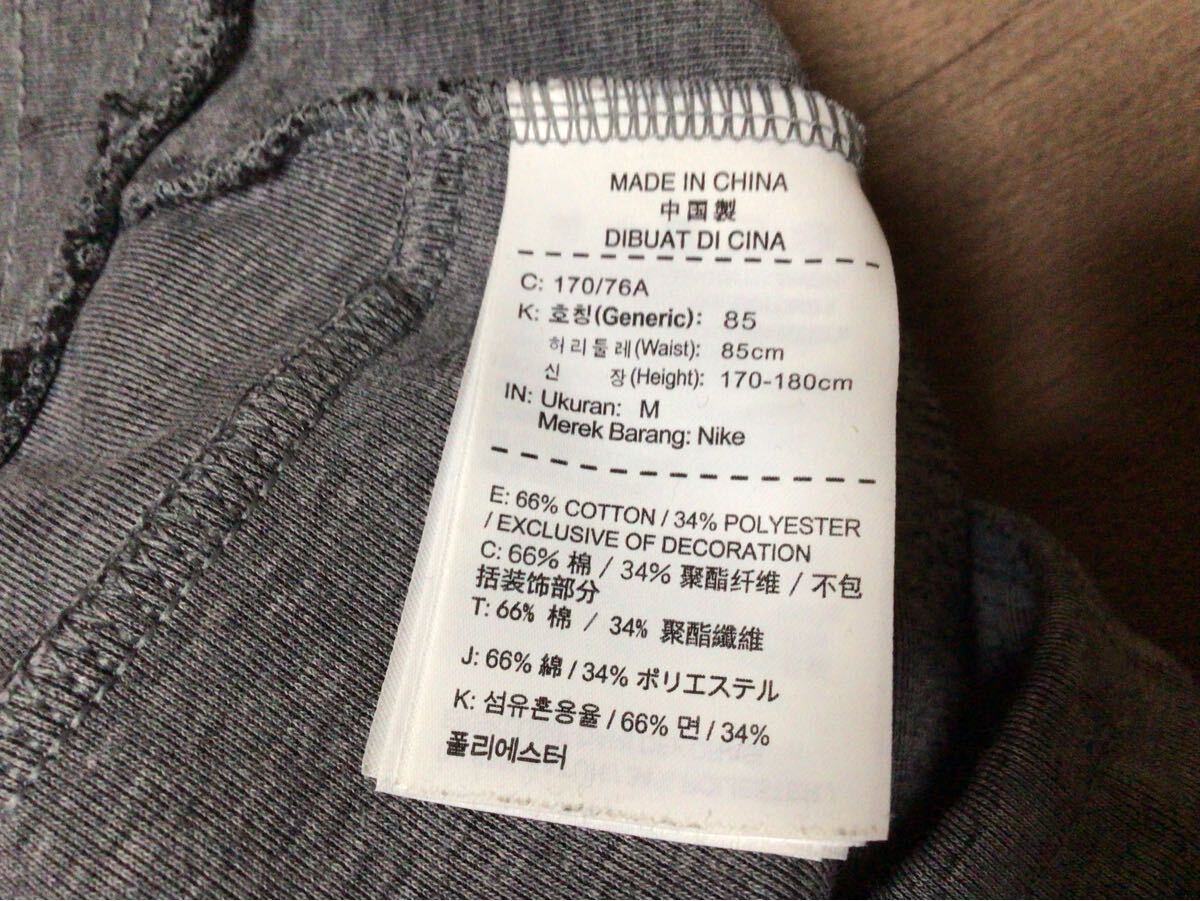 MADE IN CHINA
中国製
DIBUAT DI CINA
C: 170/76A
K: 호칭(Generic): 85
허리둘레(Waist): 85cm
신 장(Height): 170-180cm
IN: Ukuran: M
Merek Barang: Nike
E: 66% COTTON / 34% POLYESTER
/ EXCLUSIVE OF DECORATION
C: 66% 棉 / 34% 聚酯纤维 / 不包
括装饰部分
T: 66% 棉 / 34% 聚酯纖維
J: 66% 綿 / 34% ポリエステル
K: 섬유혼용율 / 66% 면 / 34%
폴리에스터